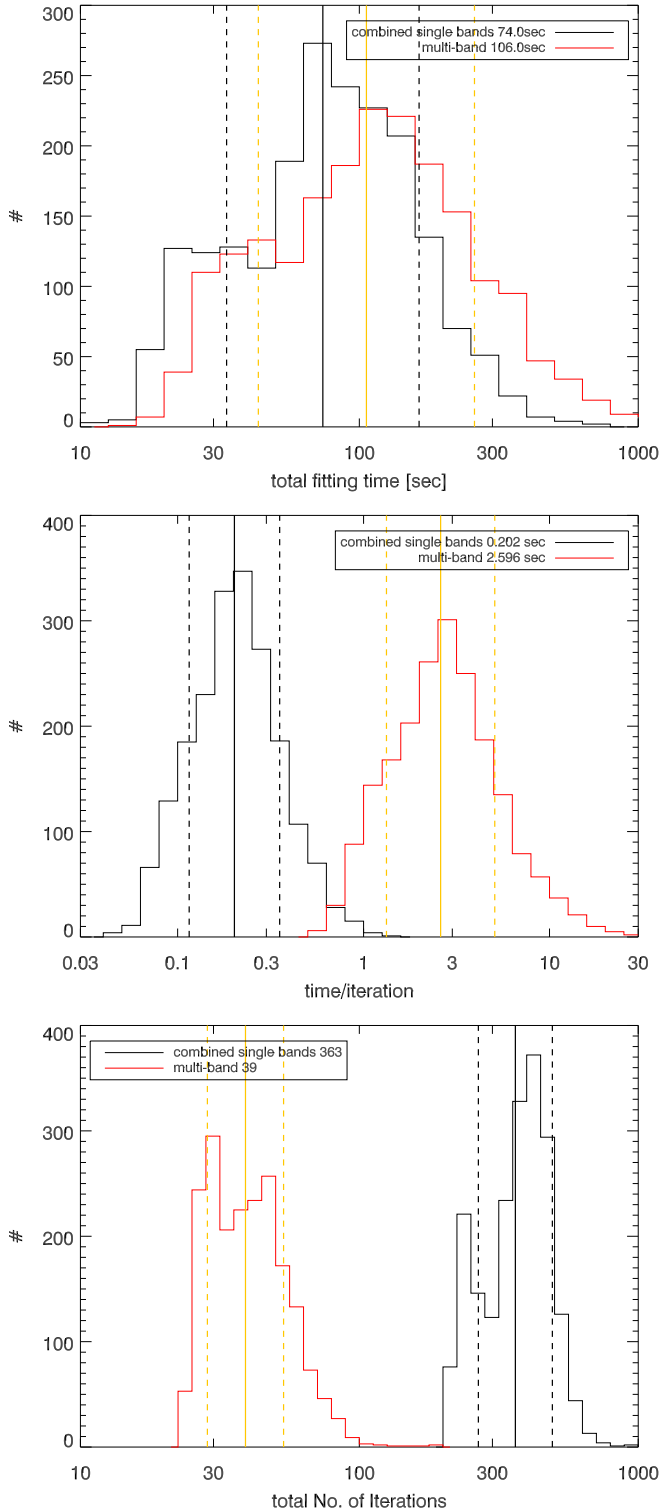 combined single bands 74.0sec
multi-band 106.0sec
300
250
200
150
100
50
0
#
10 30 100 300 1000
total fitting time [sec]
combined single bands 0.202 sec
multi-band 2.596 sec
400
300
200
100
0
#
0.03 0.1 0.3 1 3 10 30
time/iteration
combined single bands 363
multi-band 39
400
300
200
100
0
#
10 30 100 300 1000
total No. of Iterations